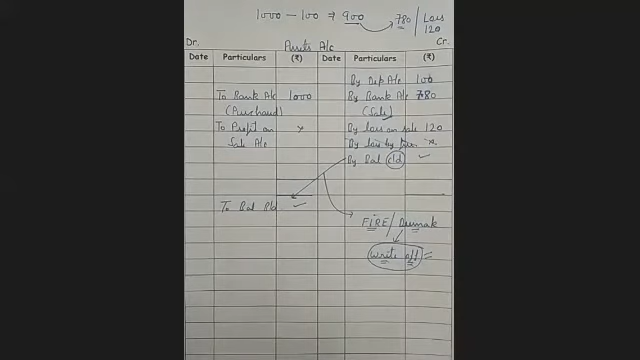 1000 - 100 ⇒ 900
780 / Loss 120
Dr. Assets A/c Cr.
Date Particulars (₹) Date Particulars (₹)
By Dep A/c 100
To Bank A/c 1000 By Bank A/c 780
(Purchased) (Sale)
To Profit on x By loss on sale 120
Sale A/c By loss by fire x
By Bal c/d ✓
To Bal b/d ✓
FIRE/
Write off =